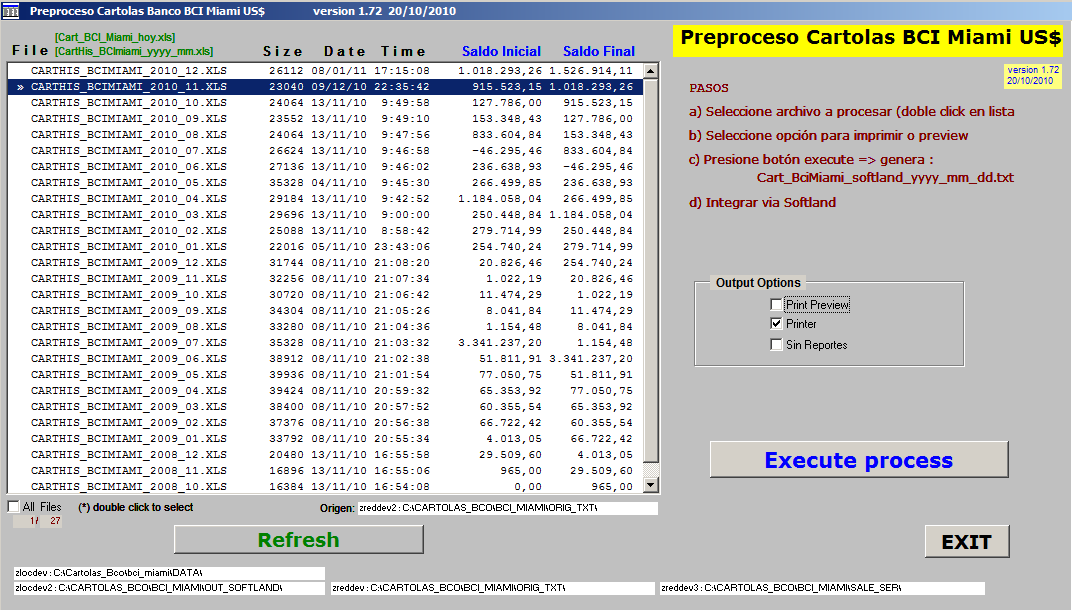 Preproceso Cartolas Banco BCI Miami US$ version 1.72 20/10/2010
[Cart_BCI_Miami_hoy.xls]
File [CartHis_BCImiami_yyyy_mm.xls] Size Date Time Saldo Inicial Saldo Final
CARTHIS_BCIMIAMI_2010_12.XLS 26112 08/01/11 17:15:08 1.018.293,26 1.526.914,11
» CARTHIS_BCIMIAMI_2010_11.XLS 23040 09/12/10 22:35:42 915.523,15 1.018.293,26
CARTHIS_BCIMIAMI_2010_10.XLS 24064 13/11/10 9:49:58 127.786,00 915.523,15
CARTHIS_BCIMIAMI_2010_09.XLS 23552 13/11/10 9:49:10 153.348,43 127.786,00
CARTHIS_BCIMIAMI_2010_08.XLS 24064 13/11/10 9:47:56 833.604,84 153.348,43
CARTHIS_BCIMIAMI_2010_07.XLS 26624 13/11/10 9:46:58 -46.295,46 833.604,84
CARTHIS_BCIMIAMI_2010_06.XLS 27136 13/11/10 9:46:02 236.638,93 -46.295,46
CARTHIS_BCIMIAMI_2010_05.XLS 35328 04/11/10 9:45:30 266.499,85 236.638,93
CARTHIS_BCIMIAMI_2010_04.XLS 29184 13/11/10 9:42:52 1.184.058,04 266.499,85
CARTHIS_BCIMIAMI_2010_03.XLS 29696 13/11/10 9:00:00 250.448,84 1.184.058,04
CARTHIS_BCIMIAMI_2010_02.XLS 25088 13/11/10 8:58:42 279.714,99 250.448,84
CARTHIS_BCIMIAMI_2010_01.XLS 22016 05/11/10 23:43:06 254.740,24 279.714,99
CARTHIS_BCIMIAMI_2009_12.XLS 31744 08/11/10 21:08:20 20.826,46 254.740,24
CARTHIS_BCIMIAMI_2009_11.XLS 32256 08/11/10 21:07:34 1.022,19 20.826,46
CARTHIS_BCIMIAMI_2009_10.XLS 30720 08/11/10 21:06:42 11.474,29 1.022,19
CARTHIS_BCIMIAMI_2009_09.XLS 34304 08/11/10 21:05:26 8.041,84 11.474,29
CARTHIS_BCIMIAMI_2009_08.XLS 33280 08/11/10 21:04:36 1.154,48 8.041,84
CARTHIS_BCIMIAMI_2009_07.XLS 35328 08/11/10 21:03:32 3.341.237,20 1.154,48
CARTHIS_BCIMIAMI_2009_06.XLS 38912 08/11/10 21:02:38 51.811,91 3.341.237,20
CARTHIS_BCIMIAMI_2009_05.XLS 39936 08/11/10 21:01:54 77.050,75 51.811,91
CARTHIS_BCIMIAMI_2009_04.XLS 39424 08/11/10 20:59:32 65.353,92 77.050,75
CARTHIS_BCIMIAMI_2009_03.XLS 38400 08/11/10 20:57:52 60.355,54 65.353,92
CARTHIS_BCIMIAMI_2009_02.XLS 37376 08/11/10 20:56:38 66.722,42 60.355,54
CARTHIS_BCIMIAMI_2009_01.XLS 33792 08/11/10 20:55:34 4.013,05 66.722,42
CARTHIS_BCIMIAMI_2008_12.XLS 20480 13/11/10 16:55:58 29.509,60 4.013,05
CARTHIS_BCIMIAMI_2008_11.XLS 16896 13/11/10 16:55:06 965,00 29.509,60
CARTHIS_BCIMIAMI_2008_10.XLS 16384 13/11/10 16:54:08 0,00 965,00
All Files (*) double click to select Origen: zreddev2 : C:\CARTOLAS_BCO\BCI_MIAMI\ORIG_TXT\
1/ 27
Refresh
Preproceso Cartolas BCI Miami US$
version 1.72
20/10/2010
PASOS
a) Seleccione archivo a procesar (doble click en lista
b) Seleccione opción para imprimir o preview
c) Presione botón execute => genera :
Cart_BciMiami_softland_yyyy_mm_dd.txt
d) Integrar via Softland
Output Options
Print Preview
Printer
Sin Reportes
Execute process
EXIT
zlocdev : C:\Cartolas_Bco\bci_miami\DATA\
zlocdev2 : C:\CARTOLAS_BCO\BCI_MIAMI\OUT_SOFTLAND\ zreddev : C:\CARTOLAS_BCO\BCI_MIAMI\ORIG_TXT\ zreddev3 : C:\CARTOLAS_BCO\BCI_MIAMI\SALE_SER\